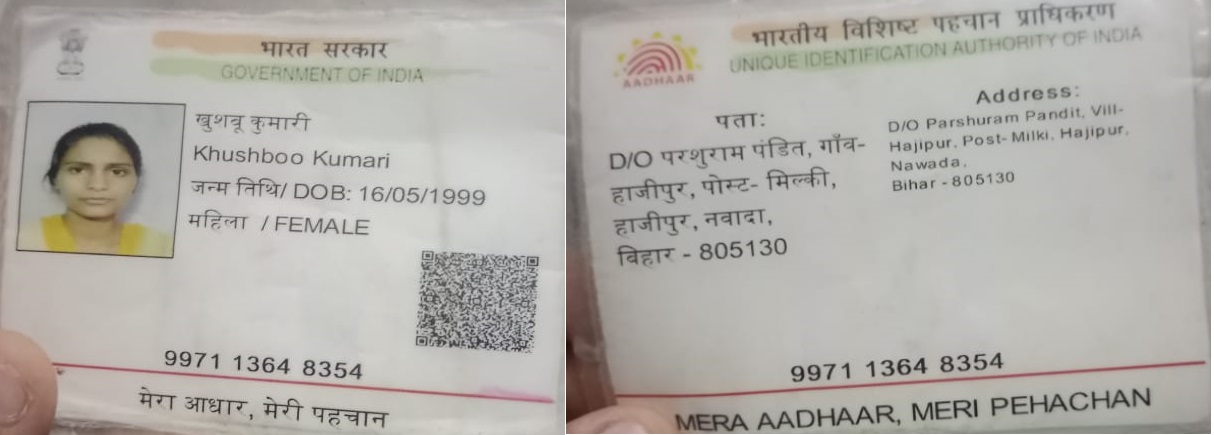 भारत सरकार
GOVERNMENT OF INDIA
खुशबू कुमारी
Khushboo Kumari
जन्म तिथि/ DOB: 16/05/1999
महिला / FEMALE
9971 1364 8354
मेरा आधार, मेरी पहचान
भारतीय विशिष्ट पहचान प्राधिकरण
UNIQUE IDENTIFICATION AUTHORITY OF INDIA
AADHAAR
पता:
D/O परशुराम पंडित, गाँव-
हाजीपुर, पोस्ट- मिल्की,
हाजीपुर, नवादा,
बिहार - 805130
Address:
D/O Parshuram Pandit, Vill-
Hajipur, Post- Milki, Hajipur,
Nawada,
Bihar - 805130
9971 1364 8354
MERA AADHAAR, MERI PEHACHAN